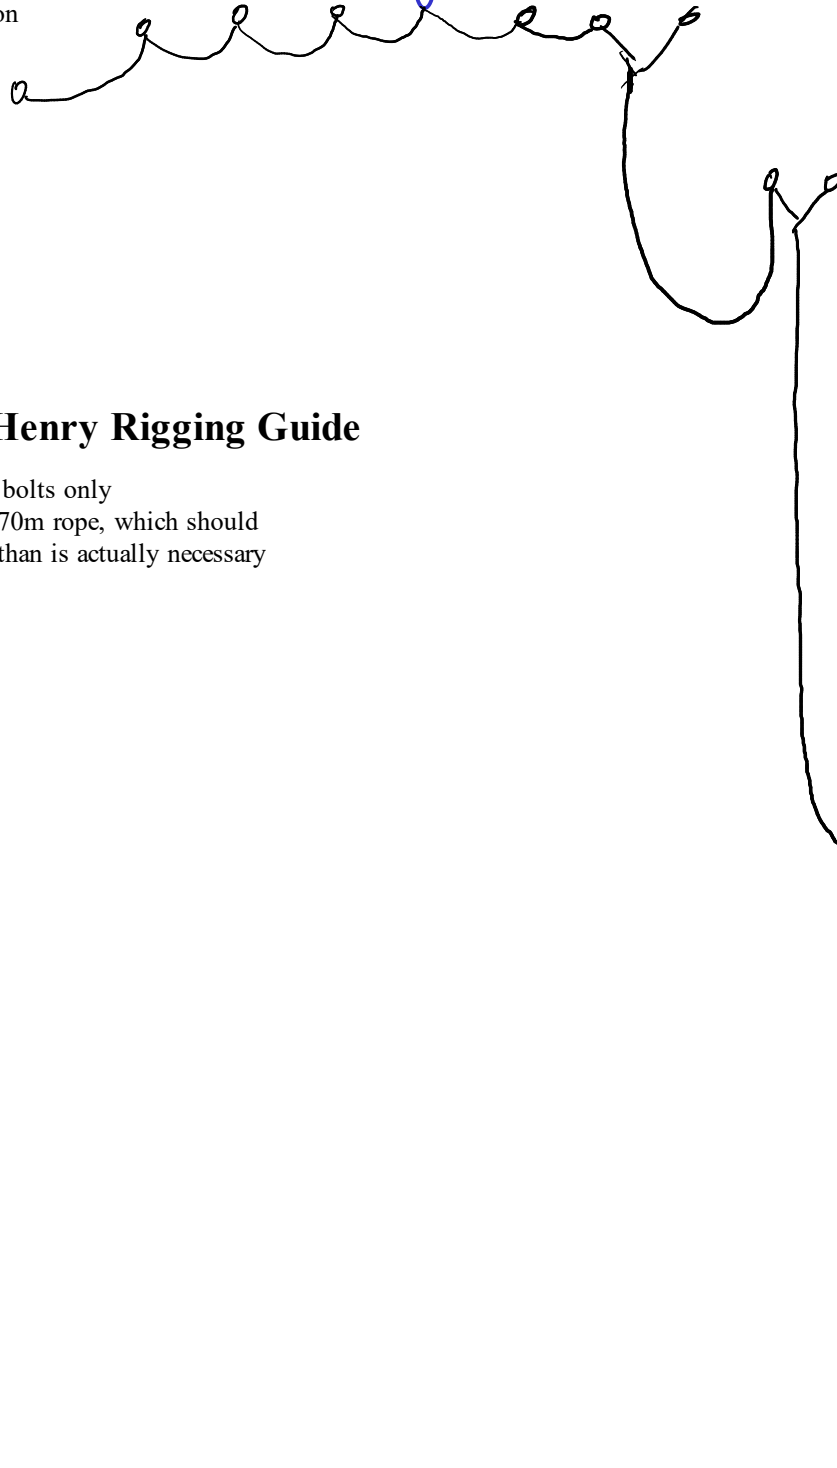 on
Henry Rigging Guide
bolts only
70m rope, which should
than is actually necessary